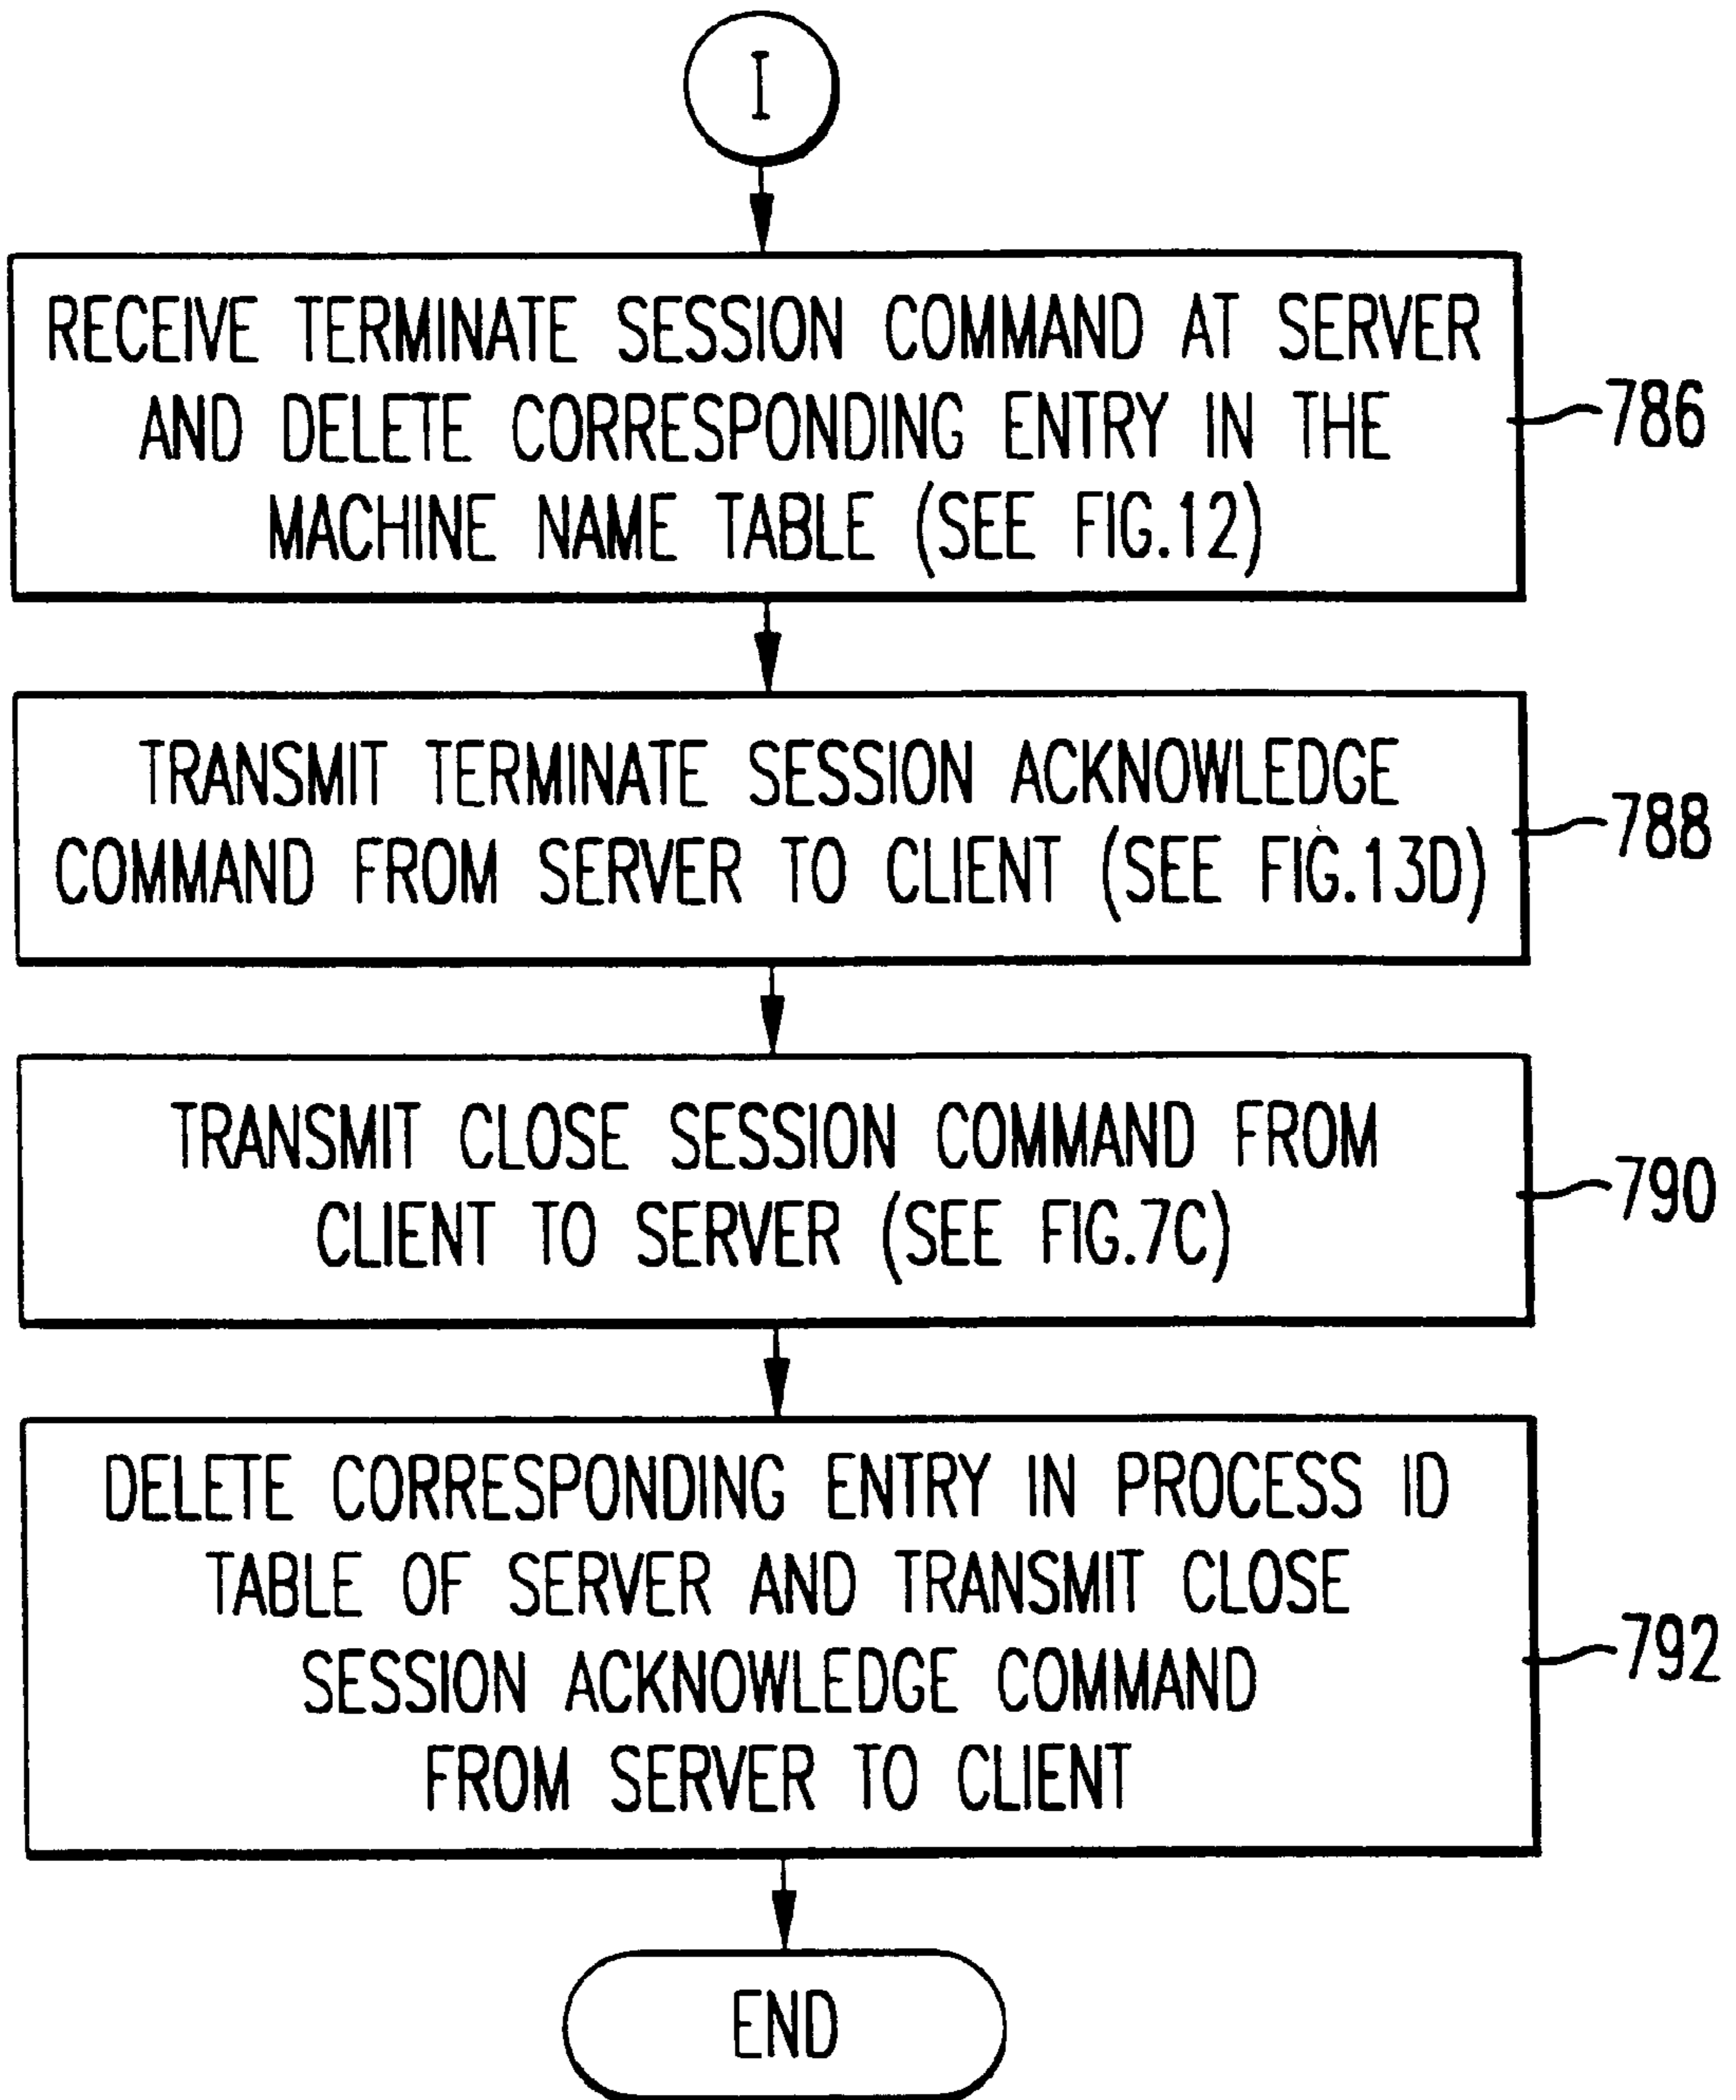 I
RECEIVE TERMINATE SESSION COMMAND AT SERVER
AND DELETE CORRESPONDING ENTRY IN THE
MACHINE NAME TABLE (SEE FIG.12)
786
TRANSMIT TERMINATE SESSION ACKNOWLEDGE
COMMAND FROM SERVER TO CLIENT (SEE FIG.13D)
788
TRANSMIT CLOSE SESSION COMMAND FROM
CLIENT TO SERVER (SEE FIG.7C)
790
DELETE CORRESPONDING ENTRY IN PROCESS ID
TABLE OF SERVER AND TRANSMIT CLOSE
SESSION ACKNOWLEDGE COMMAND
FROM SERVER TO CLIENT
792
END